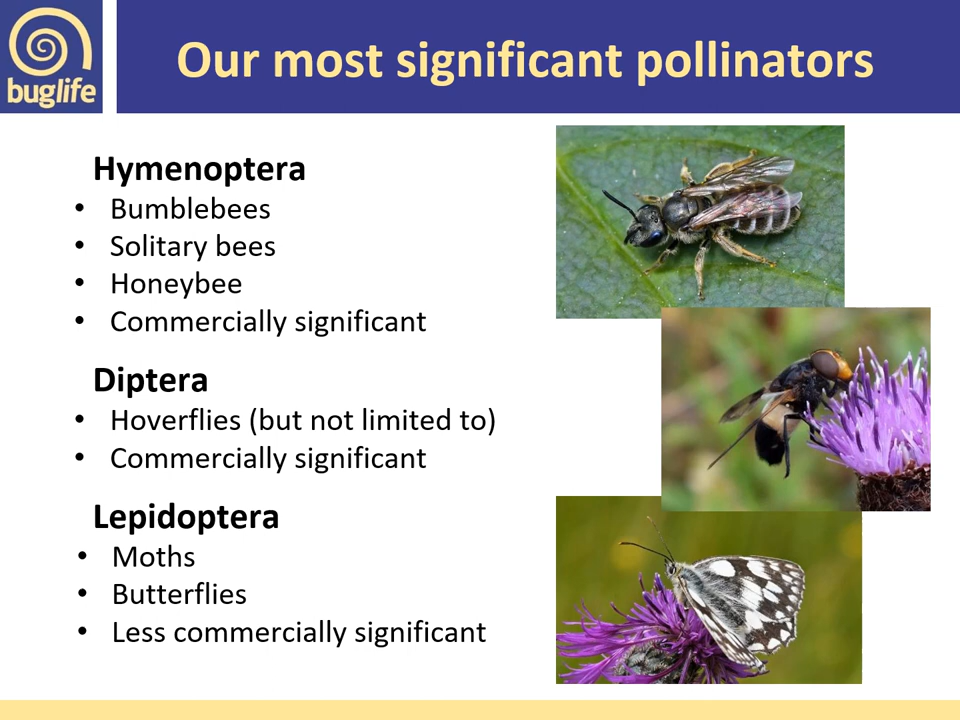 buglife
Our most significant pollinators
Hymenoptera
• Bumblebees
• Solitary bees
• Honeybee
• Commercially significant
Diptera
• Hoverflies (but not limited to)
• Commercially significant
Lepidoptera
• Moths
• Butterflies
• Less commercially significant